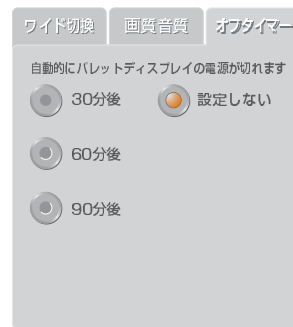 ワイド切換 画質音質 オフタイマー
自動的にパレットディスプレイの電源が切れます
30分後 設定しない
60分後
90分後